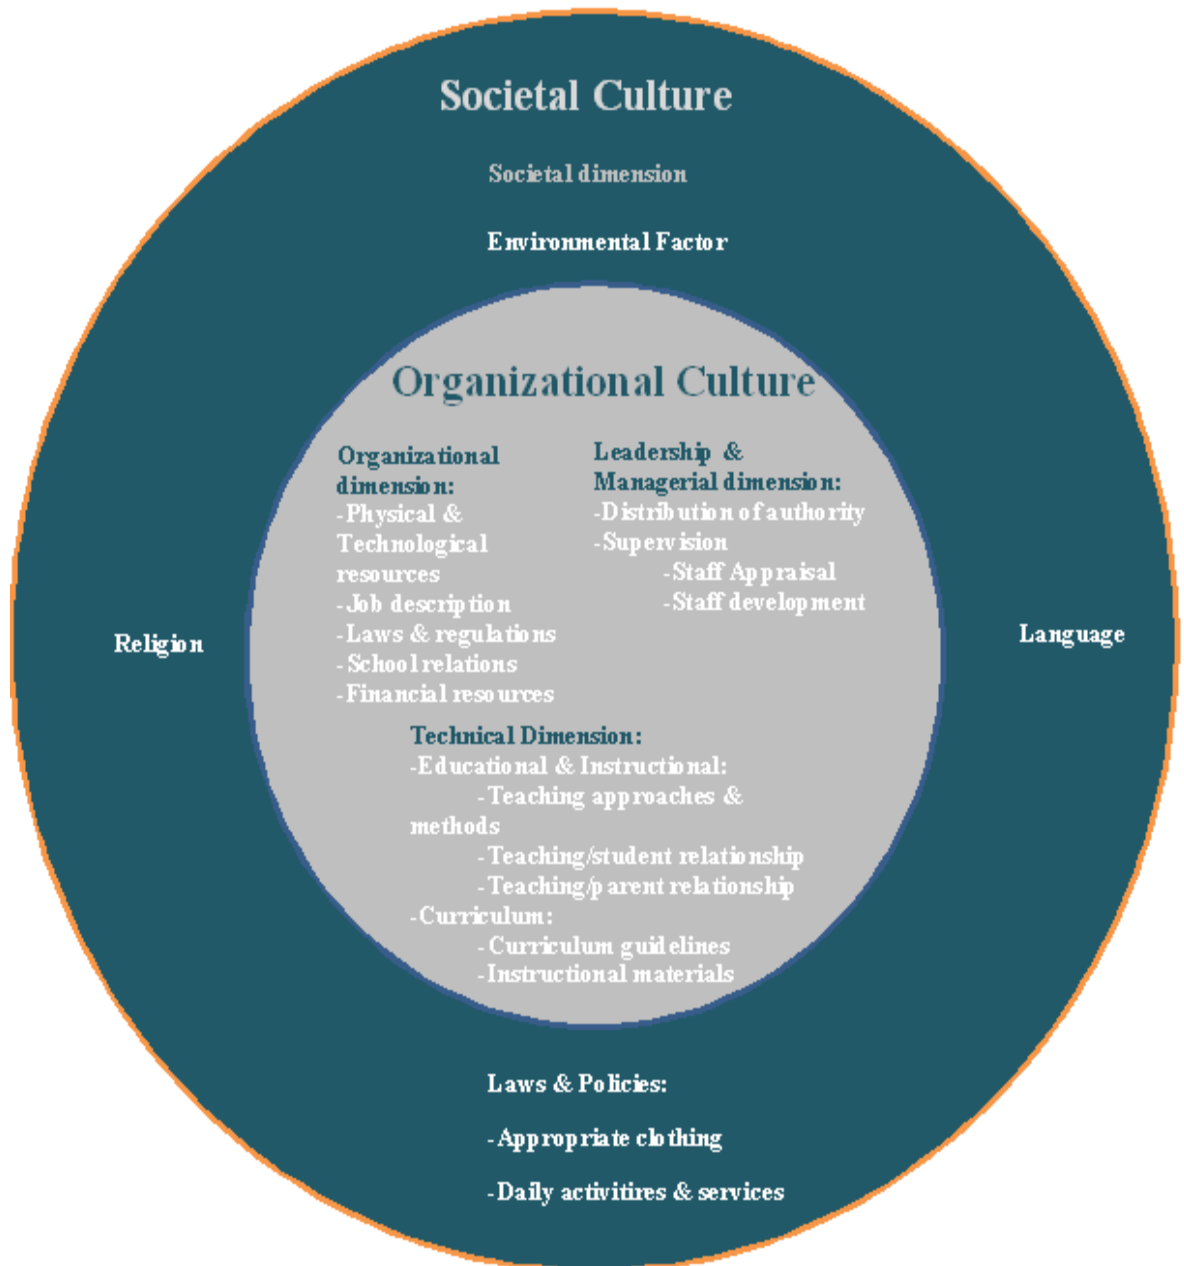 Societal Culture
Societal dimension
Environmental Factor
Organizational Culture
Organizational
dimension:
-Physical &
Technological
resources
-Job description
-Laws & regulations
-School relations
-Financial resources
Leadership &
Managerial dimension:
-Distribution of authority
-Supervision
-Staff Appraisal
-Staff development
Religion
Language
Technical Dimension:
-Educational & Instructional:
-Teaching approaches &
methods
-Teaching/student relationship
-Teaching/parent relationship
-Curriculum:
-Curriculum guidelines
-Instructional materials
Laws & Policies:
-Appropriate clothing
-Daily activitires & services